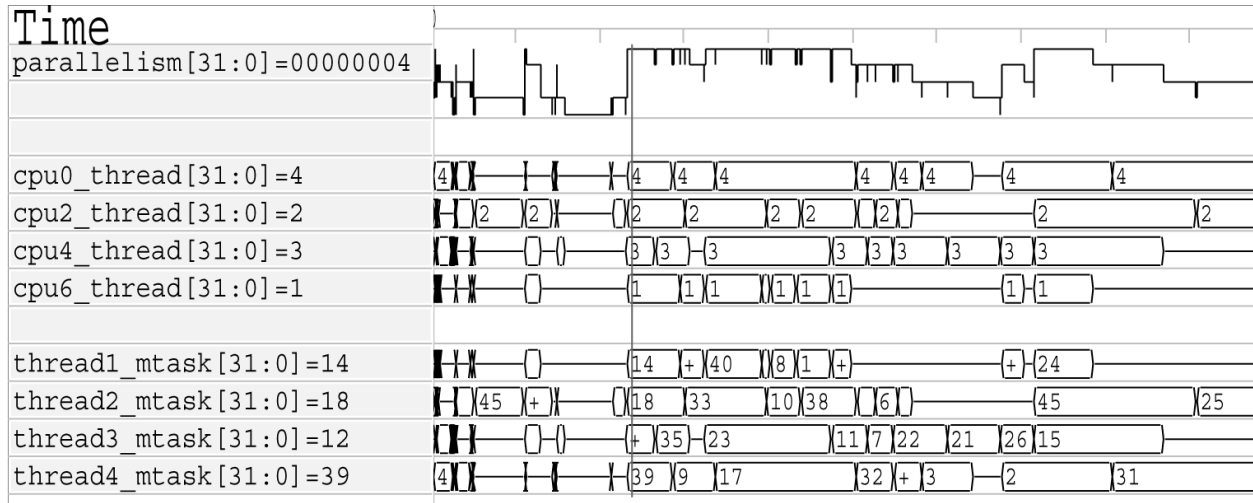 Time
parallelism[31:0]=00000004
cpu0_thread[31:0]=4 4 4 4 4 4 4 4 4 4
cpu2_thread[31:0]=2 2 2 2 2 2 2 2 2 2
cpu4_thread[31:0]=3 3 3 3 3 3 3 3 3 3
cpu6_thread[31:0]=1 1 1 1 1 1 1 1 1
thread1_mtask[31:0]=14 14 + 40 8 1 + + 24
thread2_mtask[31:0]=18 45 + 18 33 10 38 6 45 25
thread3_mtask[31:0]=12 + 35 23 11 7 22 21 26 15
thread4_mtask[31:0]=39 4 39 9 17 32 + 3 2 31